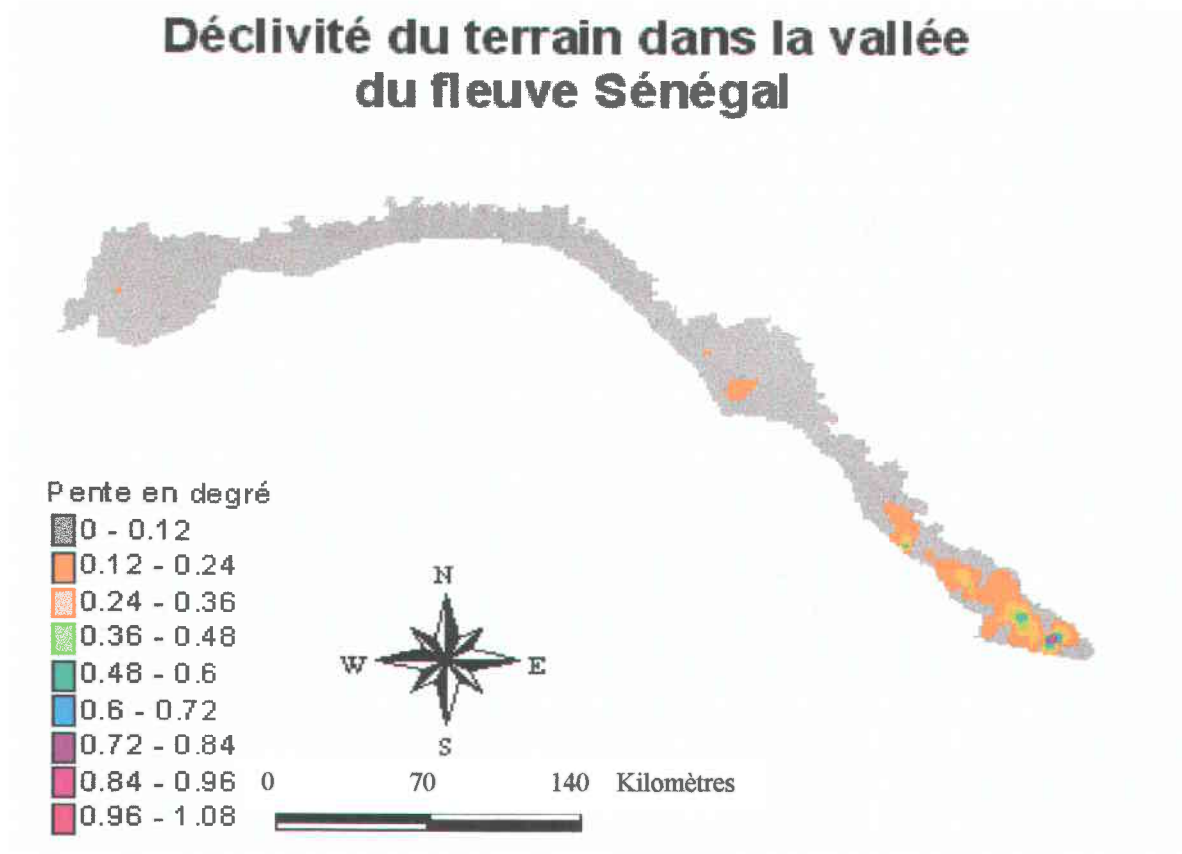 Déclivité du terrain dans la vallée
du fleuve Sénégal
Pente en degré
0 - 0.12
0.12 - 0.24
0.24 - 0.36
0.36 - 0.48
0.48 - 0.6
0.6 - 0.72
0.72 - 0.84
0.84 - 0.96
0.96 - 1.08
N
W E
S
0 70 140 Kilomètres